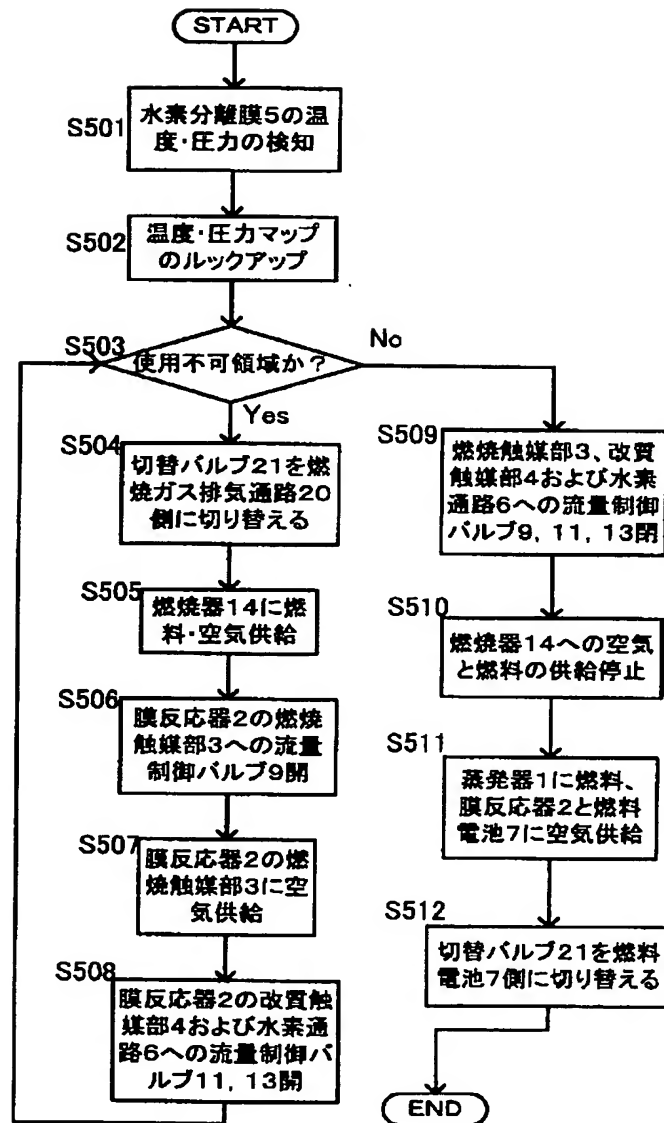 START
S501
水素分離膜5の温
度・圧力の検知
S502
温度・圧力マップ
のルックアップ
S503
使用不可領域か？
No
Yes
S504
切替バルブ21を燃
焼ガス排気通路20
側に切り替える
S505
燃焼器14に燃
料・空気供給
S506
膜反応器2の燃焼
触媒部3への流量
制御バルブ9開
S507
膜反応器2の燃
焼触媒部3に空
気供給
S508
膜反応器2の改質触
媒部4および水素通
路6への流量制御バ
ルブ11, 13開
S509
燃焼触媒部3、改質
触媒部4および水素
通路6への流量制御
バルブ9, 11, 13閉
S510
燃焼器14への空気
と燃料の供給停止
S511
蒸発器1に燃料、
膜反応器2と燃料
電池7に空気供給
S512
切替バルブ21を燃料
電池7側に切り替える
END